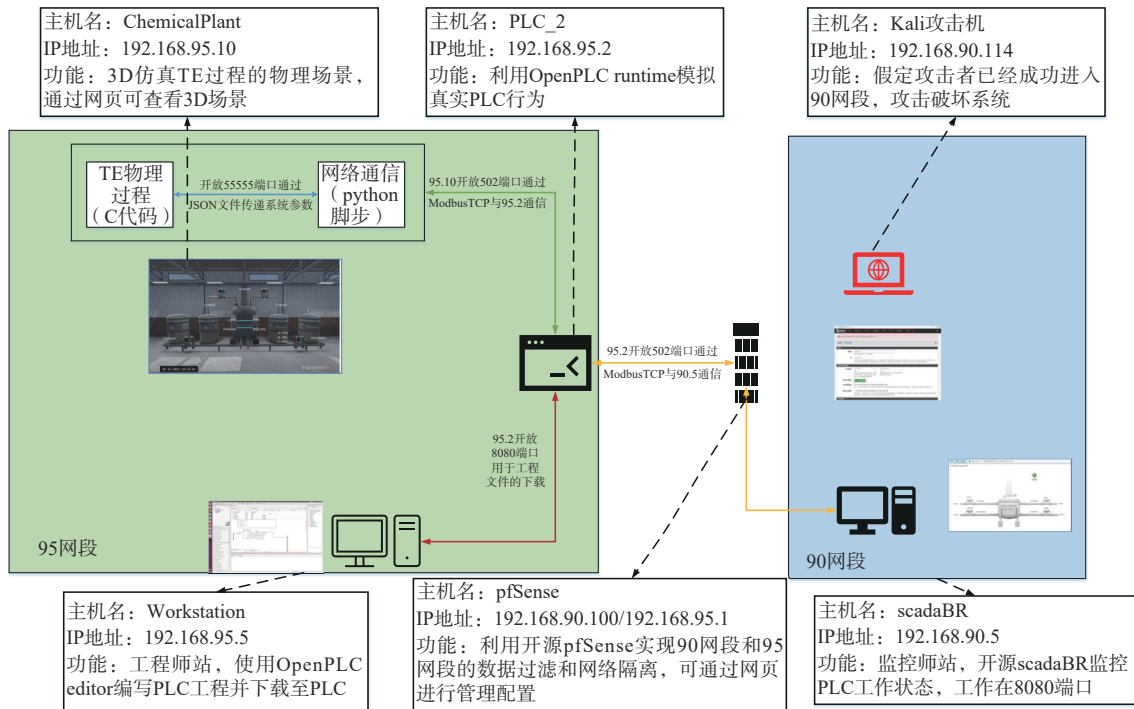 主机名：ChemicalPlant
IP地址：192.168.95.10
功能：3D仿真TE过程的物理场景，
通过网页可查看3D场景
主机名：PLC_2
IP地址：192.168.95.2
功能：利用OpenPLC runtime模拟
真实PLC行为
主机名：Kali攻击机
IP地址：192.168.90.114
功能：假定攻击者已经成功进入
90网段，攻击破坏系统
TE物理
过程
（C代码）
开放55555端口通过
JSON文件传递系统参数
网络通信
（python
脚步）
95.10开放502端口通过
ModbusTCP与95.2通信
95.2开放502端口通过
ModbusTCP与90.5通信
95.2开放
8080端口
用于工程
文件的下载
95网段
90网段
主机名：Workstation
IP地址：192.168.95.5
功能：工程师站，使用OpenPLC
editor编写PLC工程并下载至PLC
主机名：pfSense
IP地址：192.168.90.100/192.168.95.1
功能：利用开源pfSense实现90网段和95
网段的数据过滤和网络隔离，可通过网页
进行管理配置
主机名：scadaBR
IP地址：192.168.90.5
功能：监控师站，开源scadaBR监控
PLC工作状态，工作在8080端口